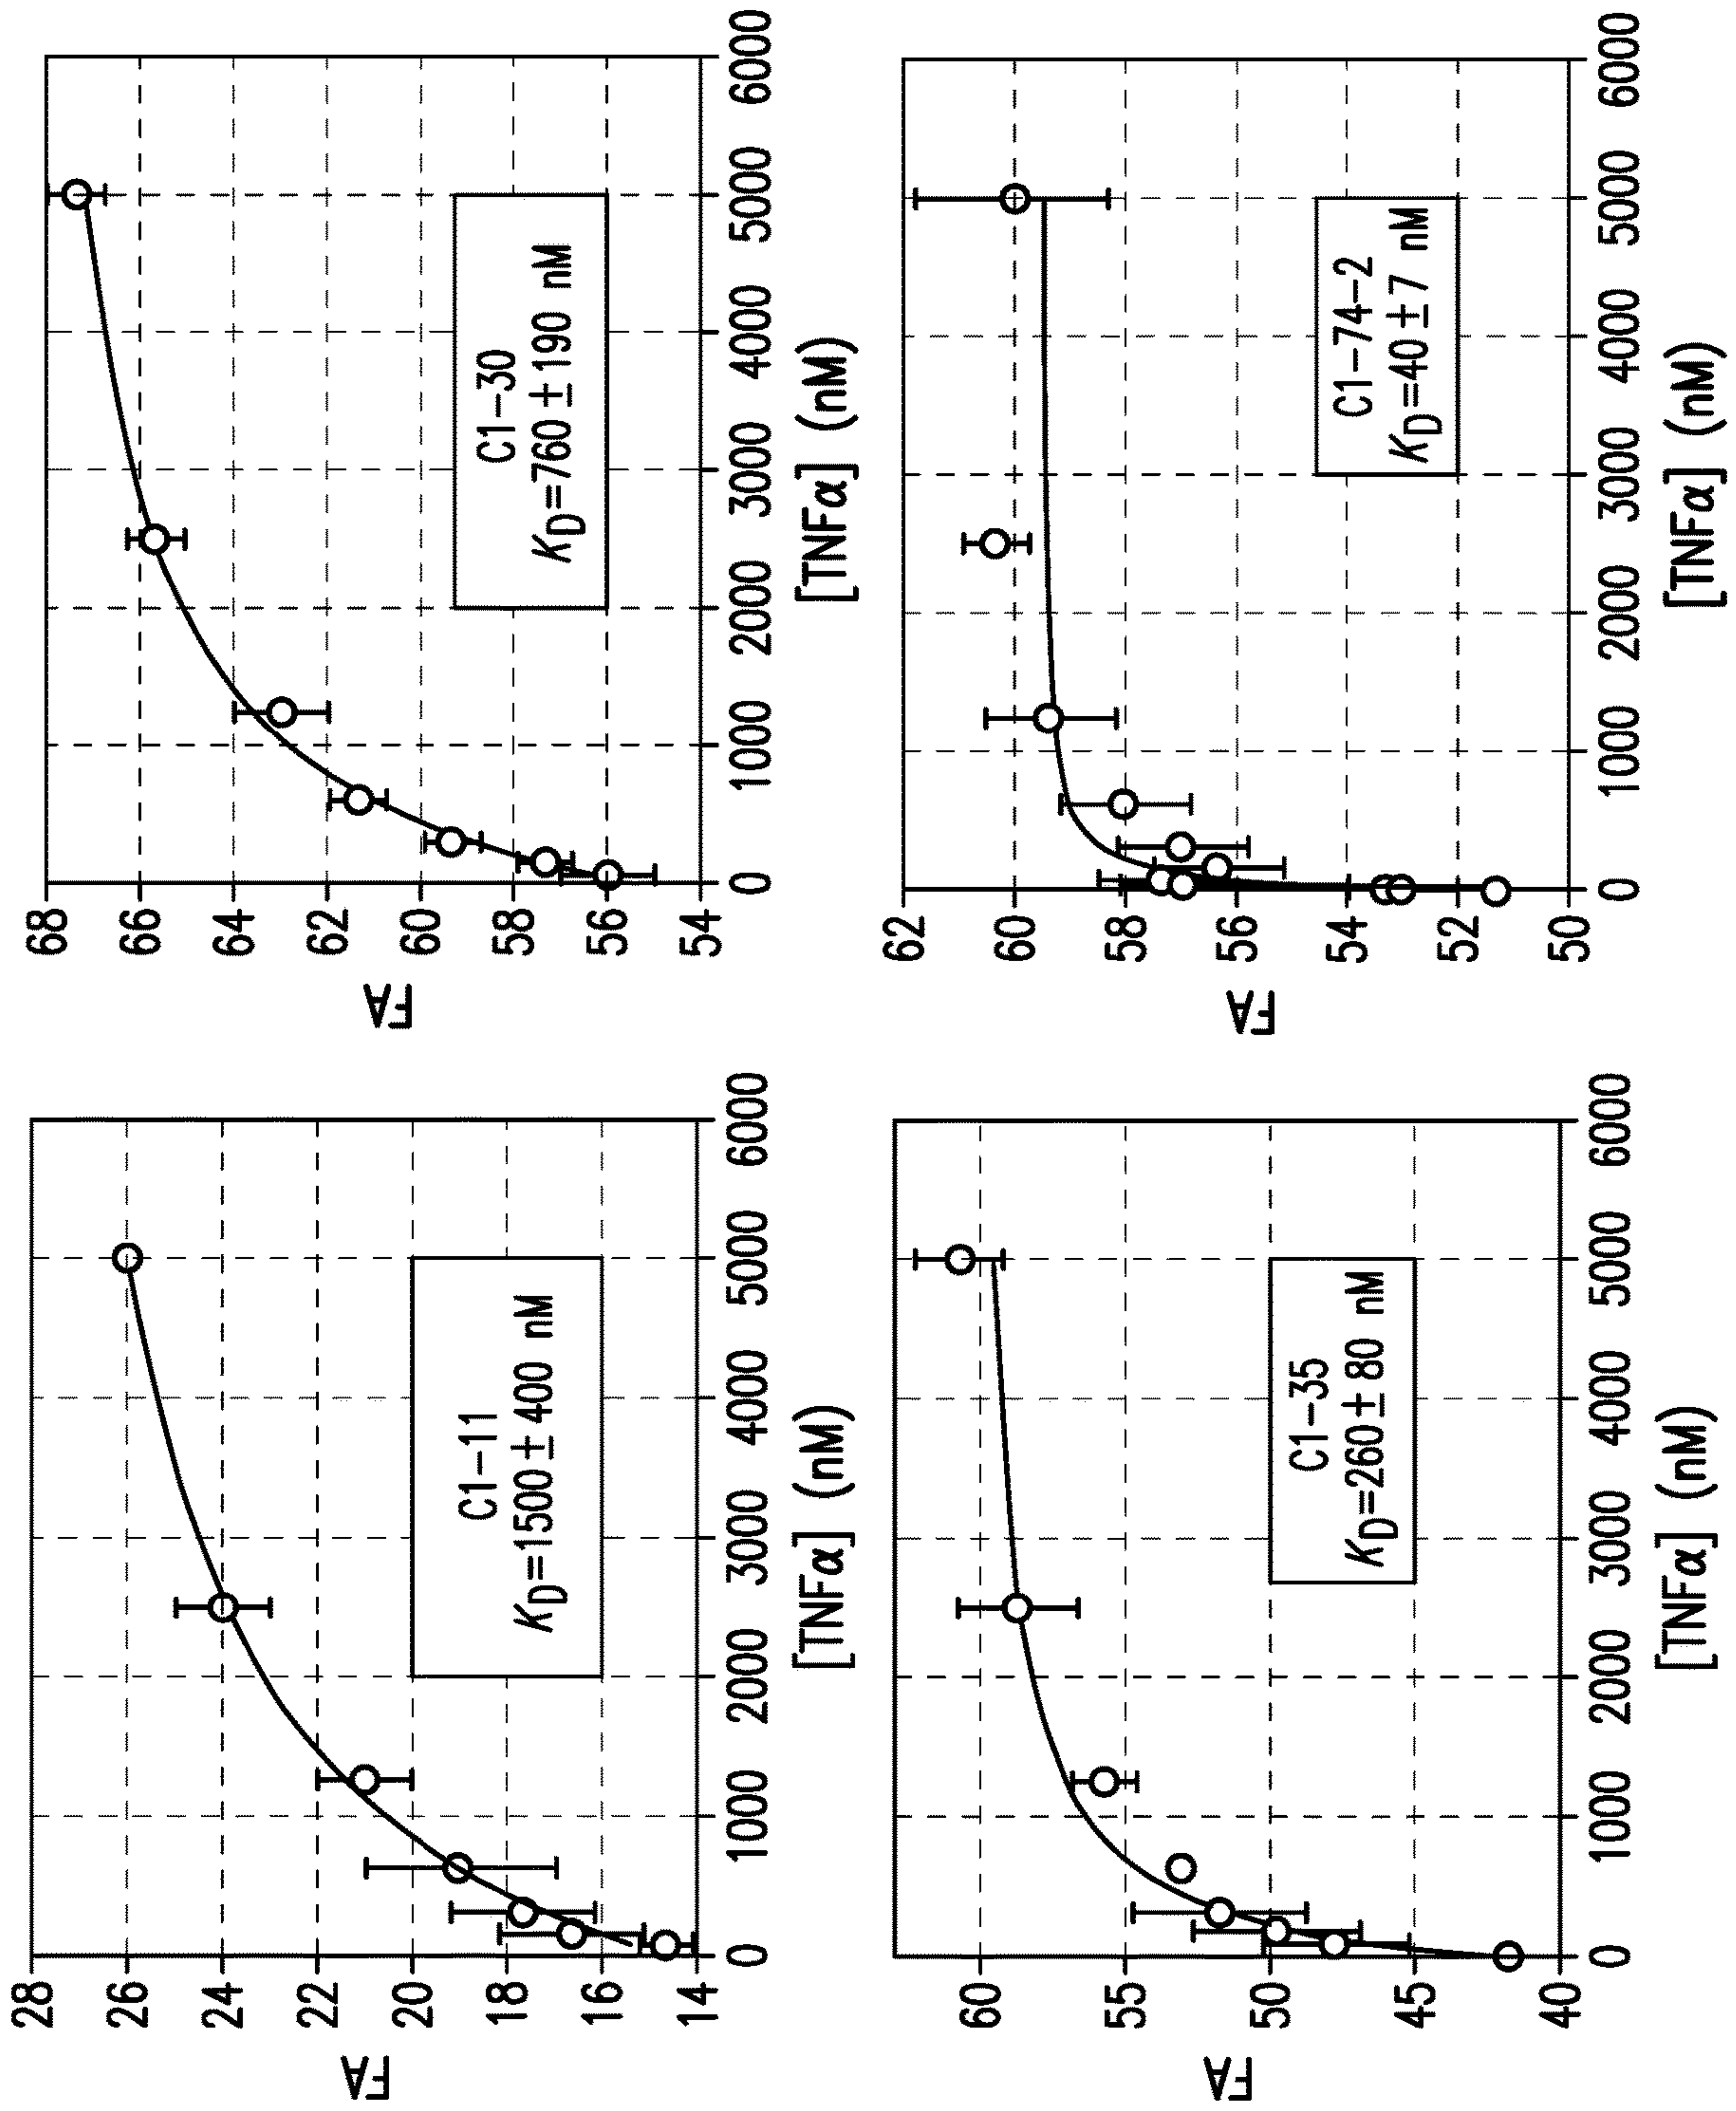 FA
28
26
24
22
20
18
16
14
C1-11
K_D=1500±400 nM
0 1000 2000 3000 4000 5000 6000
[TNFα] (nM)
FA
68
66
64
62
60
58
56
54
C1-30
K_D=760±190 nM
0 1000 2000 3000 4000 5000 6000
[TNFα] (nM)
FA
60
55
50
45
40
C1-35
K_D=260±80 nM
0 1000 2000 3000 4000 5000 6000
[TNFα] (nM)
FA
62
60
58
56
54
52
50
C1-74-2
K_D=40±7 nM
0 1000 2000 3000 4000 5000 6000
[TNFα] (nM)